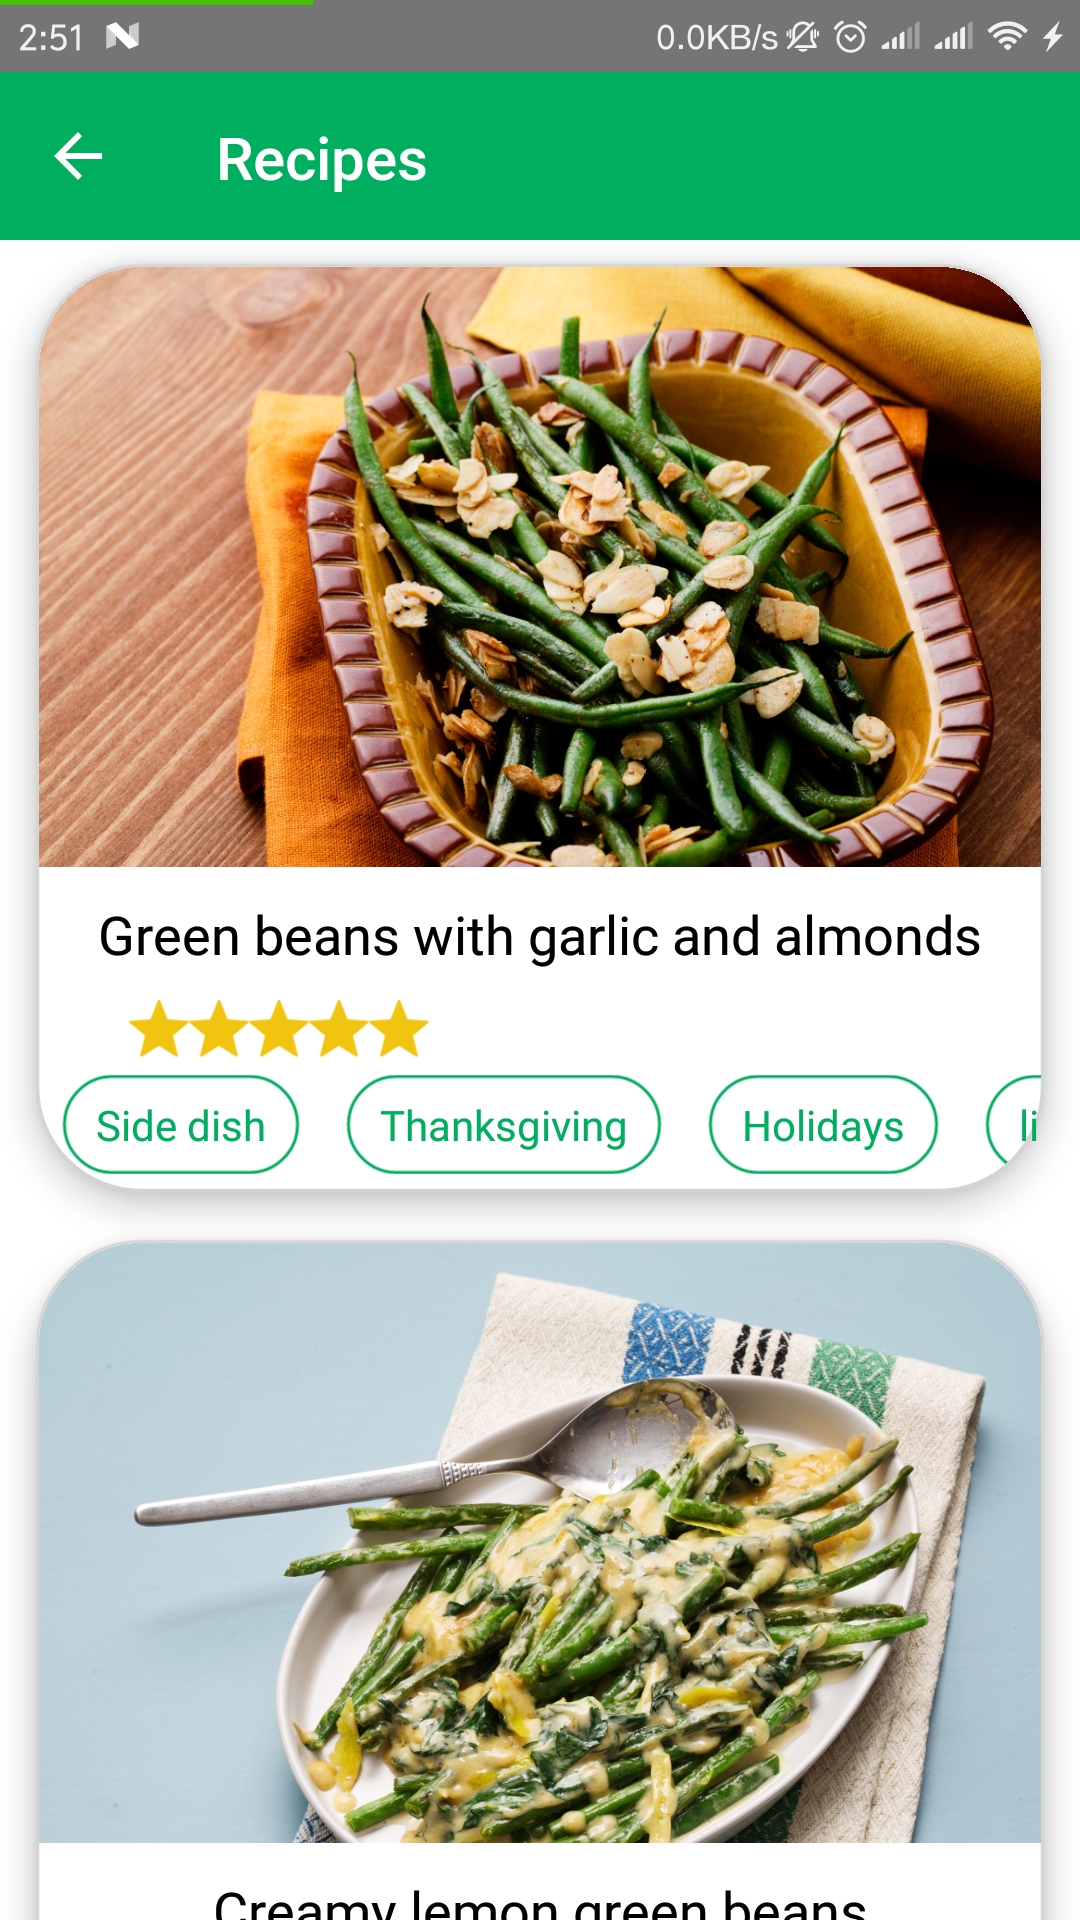 2:51 0.0KB/s
Recipes
Green beans with garlic and almonds
Side dish Thanksgiving Holidays li
Creamy lemon green beans